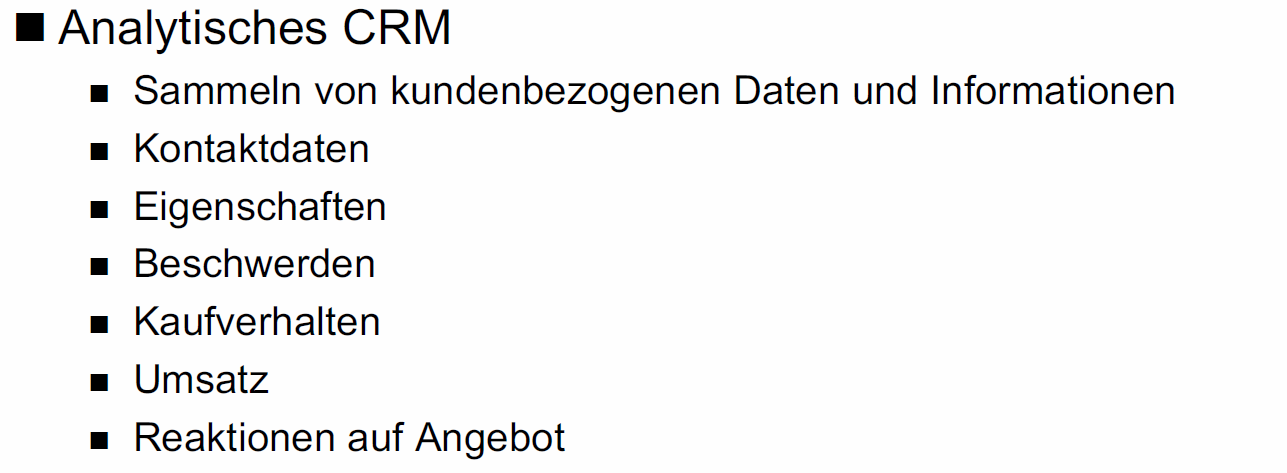 ■ Analytisches CRM
■ Sammeln von kundenbezogenen Daten und Informationen
■ Kontaktdaten
■ Eigenschaften
■ Beschwerden
■ Kaufverhalten
■ Umsatz
■ Reaktionen auf Angebot